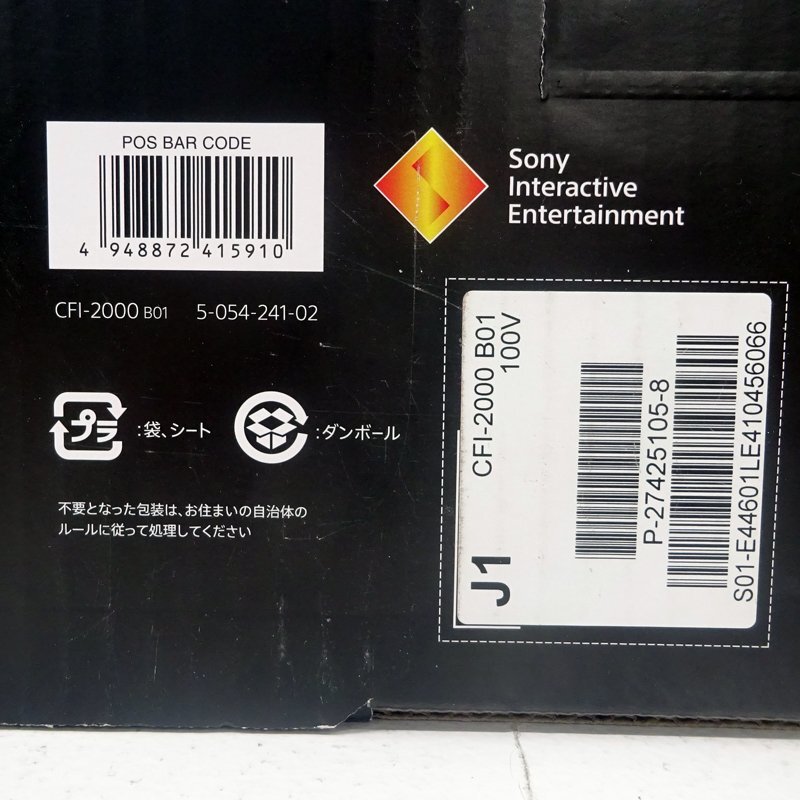 POS BAR CODE
4 948872 415910
CFI-2000 B01 5-054-241-02
プラ :袋、シート :ダンボール
不要となった包装は、お住まいの自治体の
ルールに従って処理してください
Sony
Interactive
Entertainment
J1
CFI-2000 B01
100V
P-27425105-8
S01-E44601LE410456066